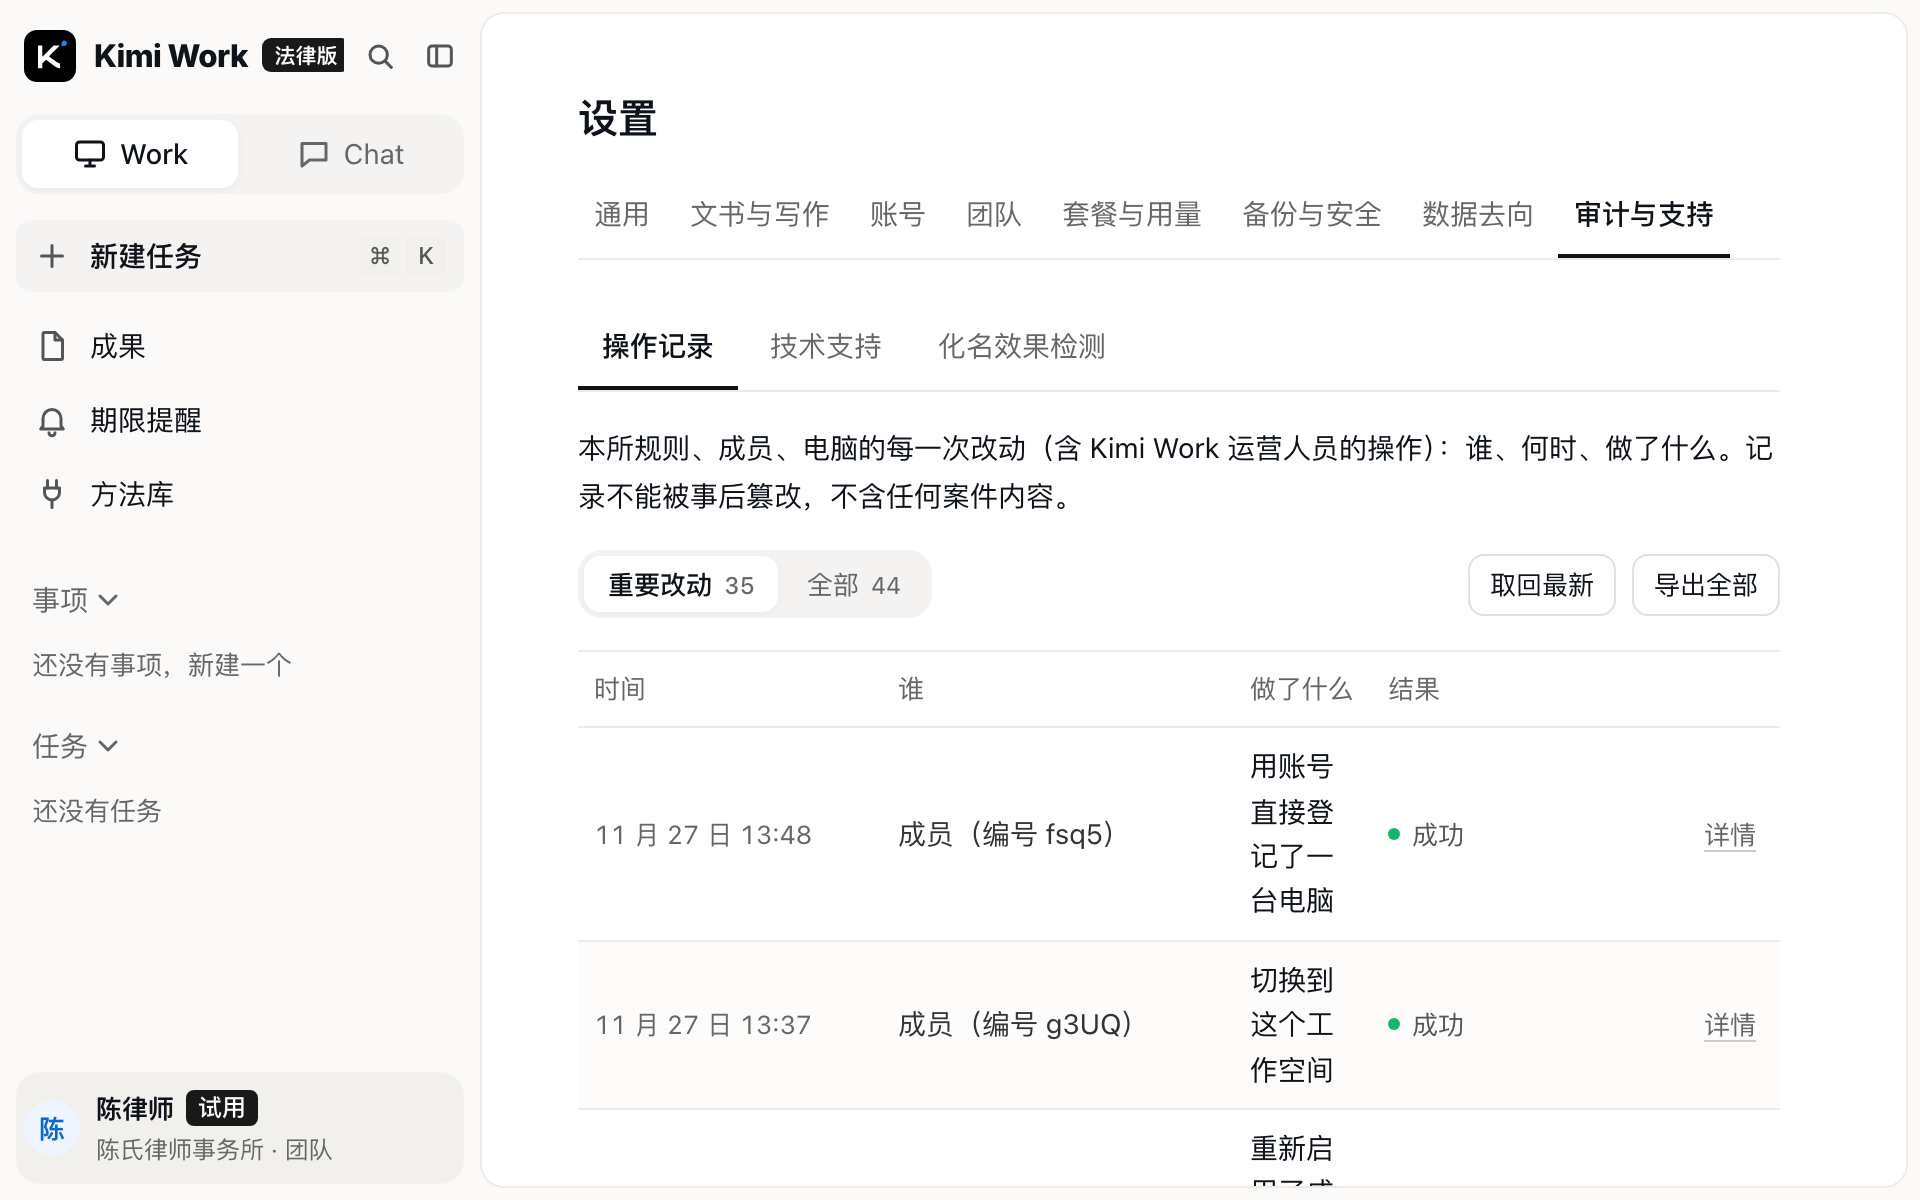 Kimi Work 法律版
Work
Chat
新建任务 ⌘ K
成果
期限提醒
方法库
事项
还没有事项，新建一个
任务
还没有任务
陈
陈律师 试用
陈氏律师事务所 · 团队
设置
通用 文书与写作 账号 团队 套餐与用量 备份与安全 数据去向 审计与支持
操作记录 技术支持 化名效果检测
本所规则、成员、电脑的每一次改动（含 Kimi Work 运营人员的操作）：谁、何时、做了什么。记
录不能被事后篡改，不含任何案件内容。
重要改动 35 全部 44
取回最新 导出全部
时间 谁 做了什么 结果
11 月 27 日 13:48 成员（编号 fsq5）
用账号
直接登
记了一
台电脑
成功 详情
11 月 27 日 13:37 成员（编号 g3UQ）
切换到
这个工
作空间
成功 详情
重新启